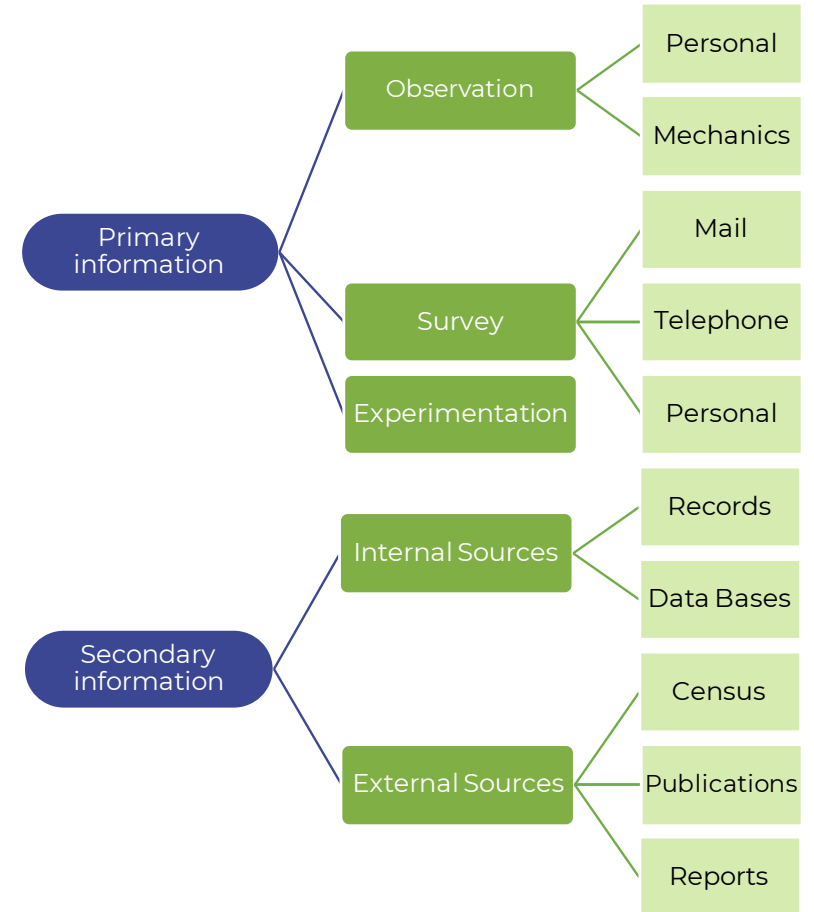 Primary
information
Observation
Personal
Mechanics
Survey
Mail
Telephone
Personal
Experimentation
Secondary
information
Internal Sources
Records
Data Bases
External Sources
Census
Publications
Reports